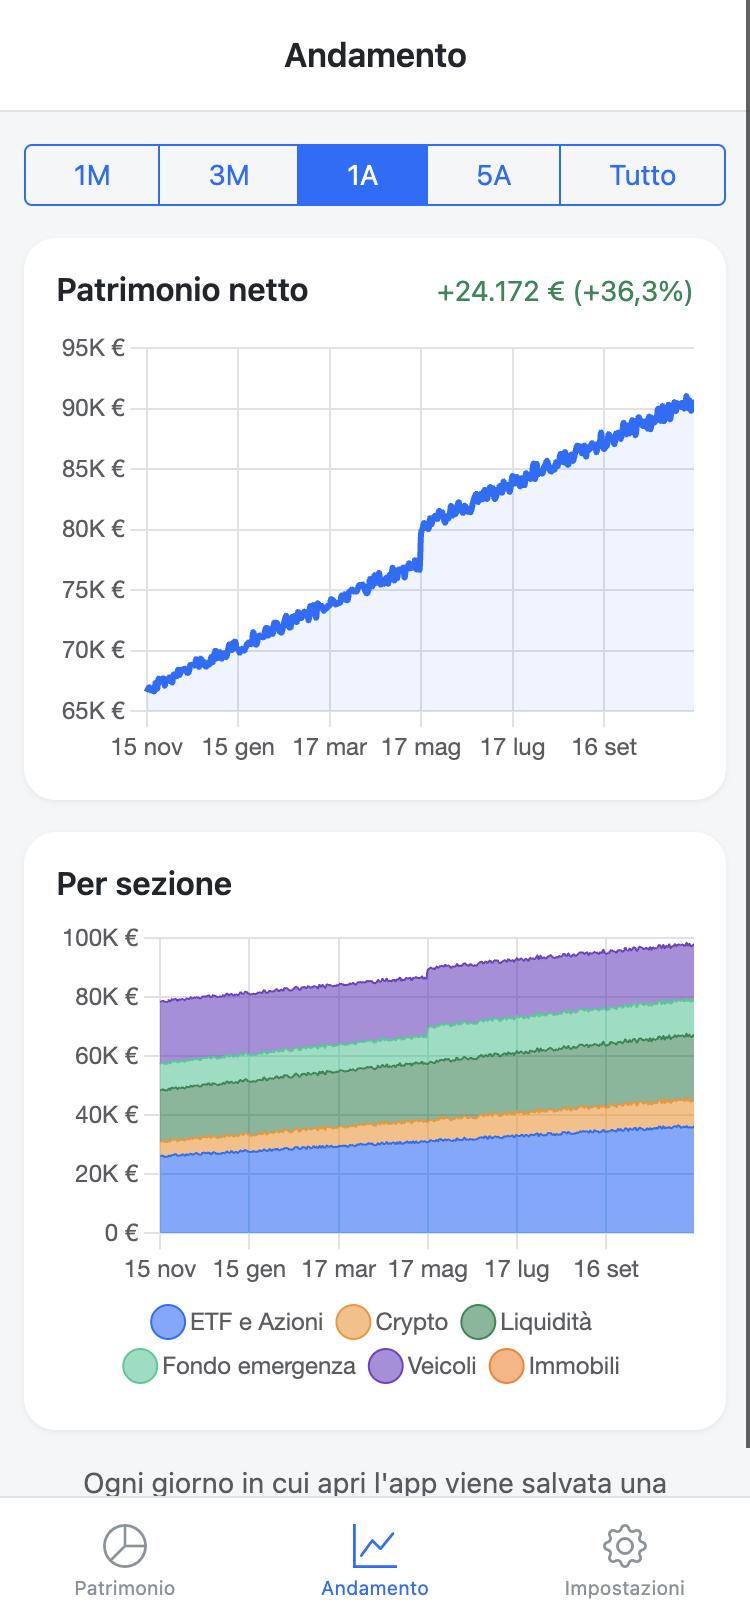 Andamento
1M 3M 1A 5A Tutto
Patrimonio netto +24.172 € (+36,3%)
95K €
90K €
85K €
80K €
75K €
70K €
65K €
15 nov 15 gen 17 mar 17 mag 17 lug 16 set
Per sezione
100K €
80K €
60K €
40K €
20K €
0 €
15 nov 15 gen 17 mar 17 mag 17 lug 16 set
ETF e Azioni Crypto Liquidità
Fondo emergenza Veicoli Immobili
Ogni giorno in cui apri l'app viene salvata una
Patrimonio Andamento Impostazioni